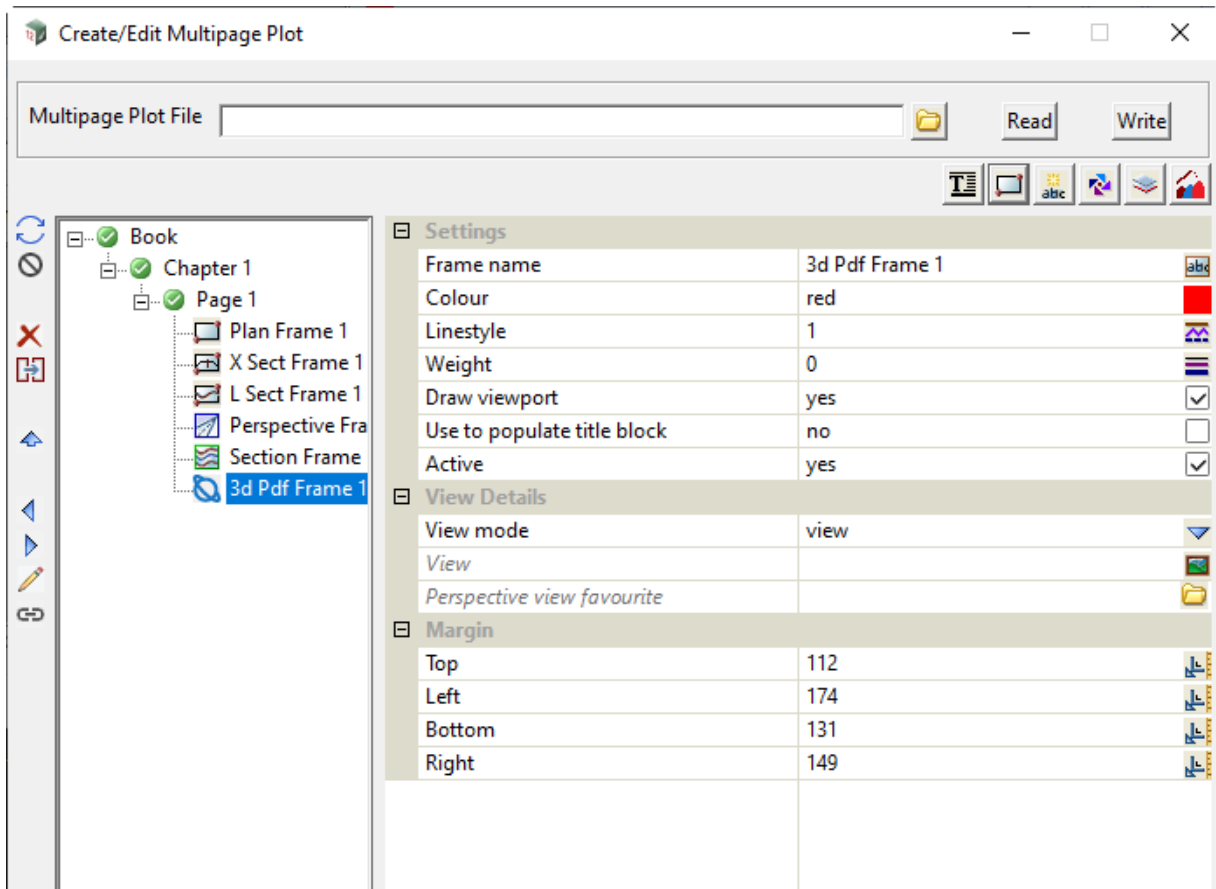 Create/Edit Multipage Plot
Multipage Plot File
Read
Write
T
abc
Book
Chapter 1
Page 1
Plan Frame 1
X Sect Frame 1
L Sect Frame 1
Perspective Fra
Section Frame
3d Pdf Frame 1
Settings
Frame name 3d Pdf Frame 1 abc
Colour red
Linestyle 1
Weight 0
Draw viewport yes
Use to populate title block no
Active yes
View Details
View mode view
View
Perspective view favourite
Margin
Top 112
Left 174
Bottom 131
Right 149